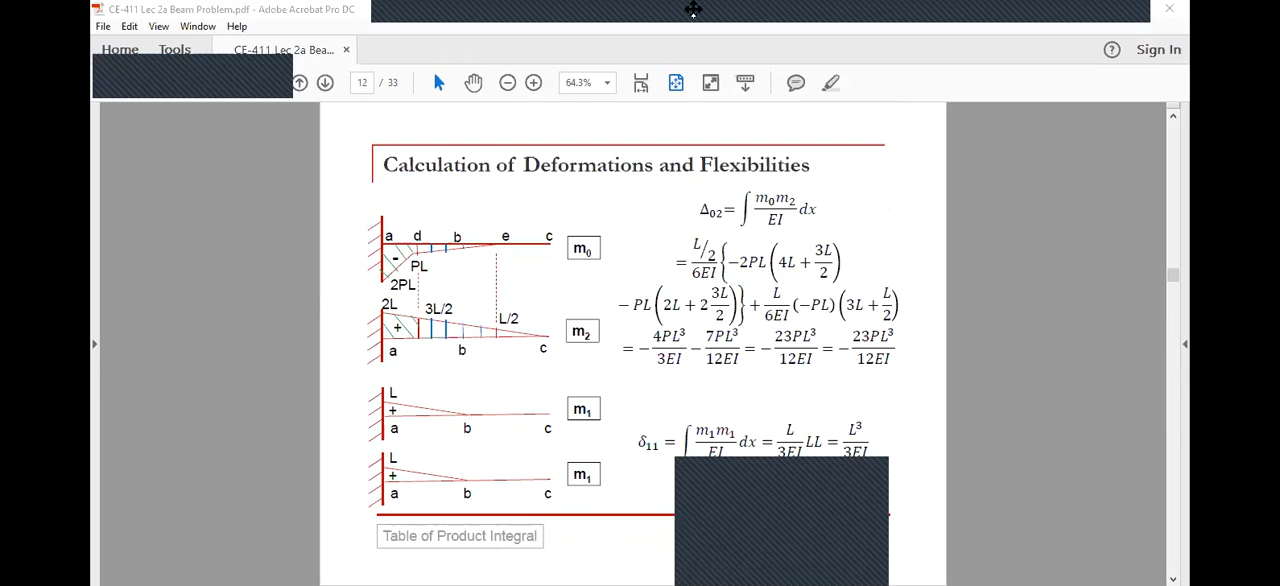 CE-411 Lec 2a Beam Problem.pdf - Adobe Acrobat Pro DC
File Edit View Window Help
Home Tools CE-411 Lec 2a Bea... × Sign In
12 / 33 64.3%
Calculation of Deformations and Flexibilities
a d b e c m₀
-
PL
2PL
2L 3L/2 L/2
+ m₂
a b c
L
+ m₁
a b c
L
+ m₁
a b c
Δ₀₂= ∫ m₀m₂/EI dx
= L/2/6EI {−2PL (4L + 3L/2)
− PL (2L + 2 3L/2)} + L/6EI (−PL) (3L + L/2)
= − 4PL³/3EI − 7PL³/12EI = − 23PL³/12EI = − 23PL³/12EI
δ₁₁ = ∫ m₁m₁/EI dx = L/3EI LL = L³/3EI
Table of Product Integral